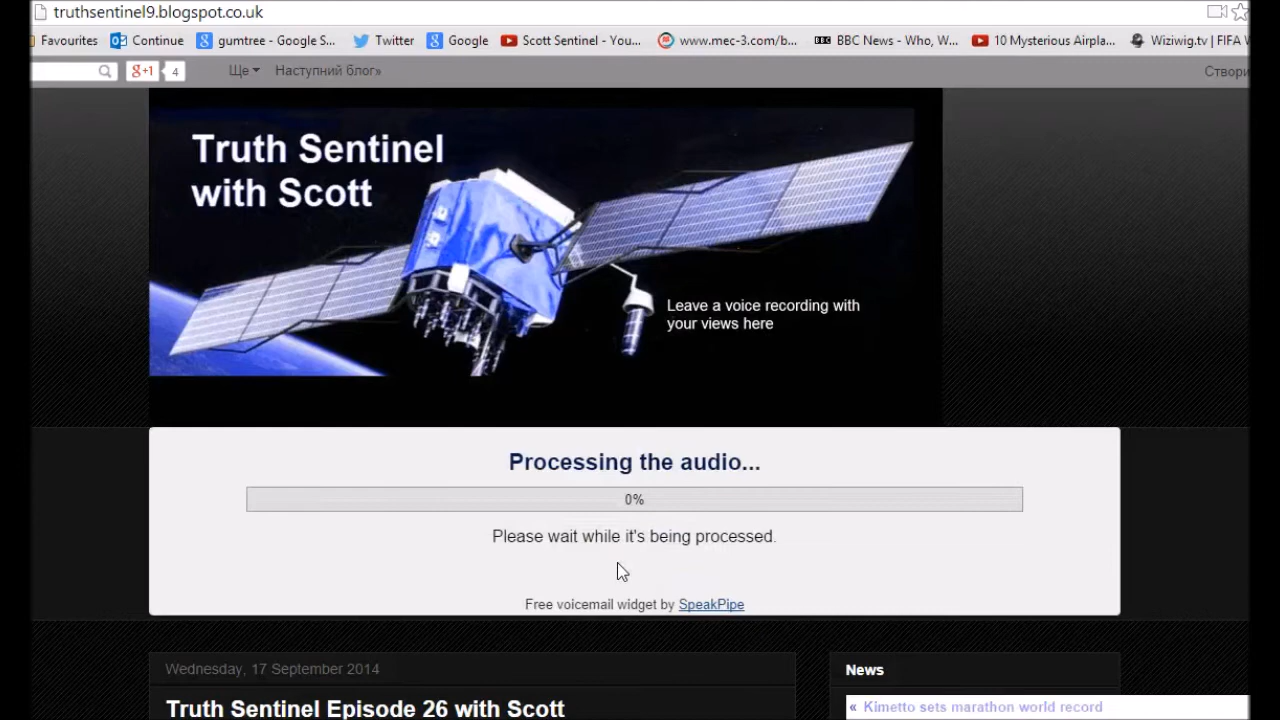 truthsentinel9.blogspot.co.uk
Favourites Continue gumtree - Google S... Twitter Google Scott Sentinel - You... www.mec-3.com/b... BBC News - Who, W... 10 Mysterious Airpla... Wiziwig.tv | FIFA W
g+1 4 Ще Наступний блог» Створи
Truth Sentinel
with Scott
Leave a voice recording with
your views here
Processing the audio...
0%
Please wait while it's being processed.
Free voicemail widget by SpeakPipe
Wednesday, 17 September 2014
News
Truth Sentinel Episode 26 with Scott
« Kimetto sets marathon world record